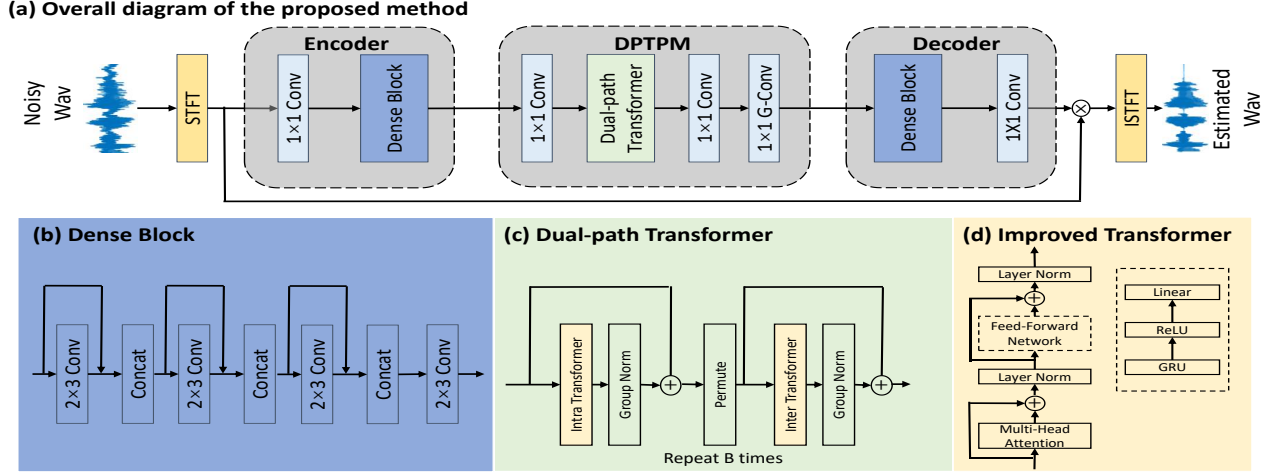 (a) Overall diagram of the proposed method
Noisy
Wav
STFT
Encoder
1×1 Conv
Dense Block
DPTPM
1×1 Conv
Dual-path
Transformer
1×1 Conv
1×1 G-Conv
Decoder
Dense Block
1X1 Conv
ISTFT
Estimated
Wav
(b) Dense Block
2×3 Conv
Concat
2×3 Conv
Concat
2×3 Conv
Concat
2×3 Conv
(c) Dual-path Transformer
Intra Transformer
Group Norm
Permute
Inter Transformer
Group Norm
Repeat B times
(d) Improved Transformer
Layer Norm
Feed-Forward
Network
Layer Norm
Multi-Head
Attention
Linear
ReLU
GRU